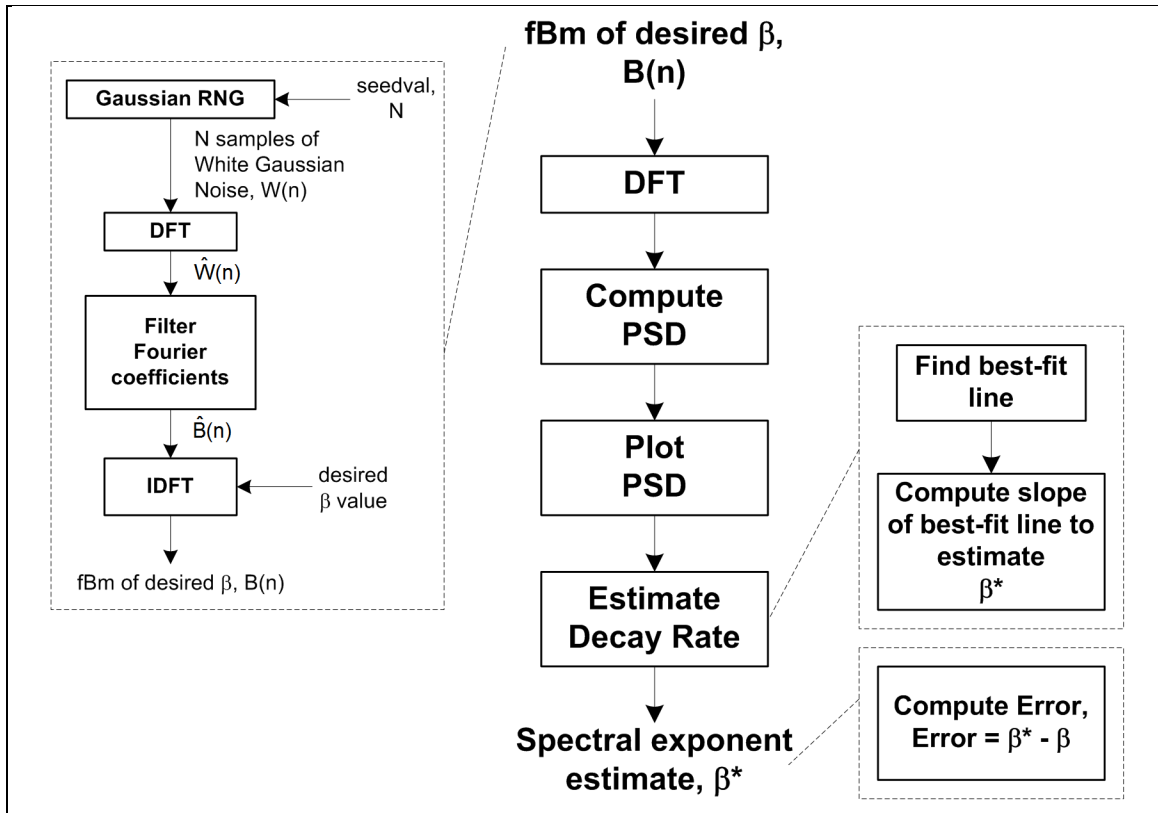 Gaussian RNG
seedval,
N
N samples of
White Gaussian
Noise, W(n)
DFT
Ŵ(n)
Filter
Fourier
coefficients
B̂(n)
IDFT
desired
β value
fBm of desired β, B(n)
fBm of desired β,
B(n)
DFT
Compute
PSD
Plot
PSD
Estimate
Decay Rate
Spectral exponent
estimate, β*
Find best-fit
line
Compute slope
of best-fit line to
estimate
β*
Compute Error,
Error = β* - β